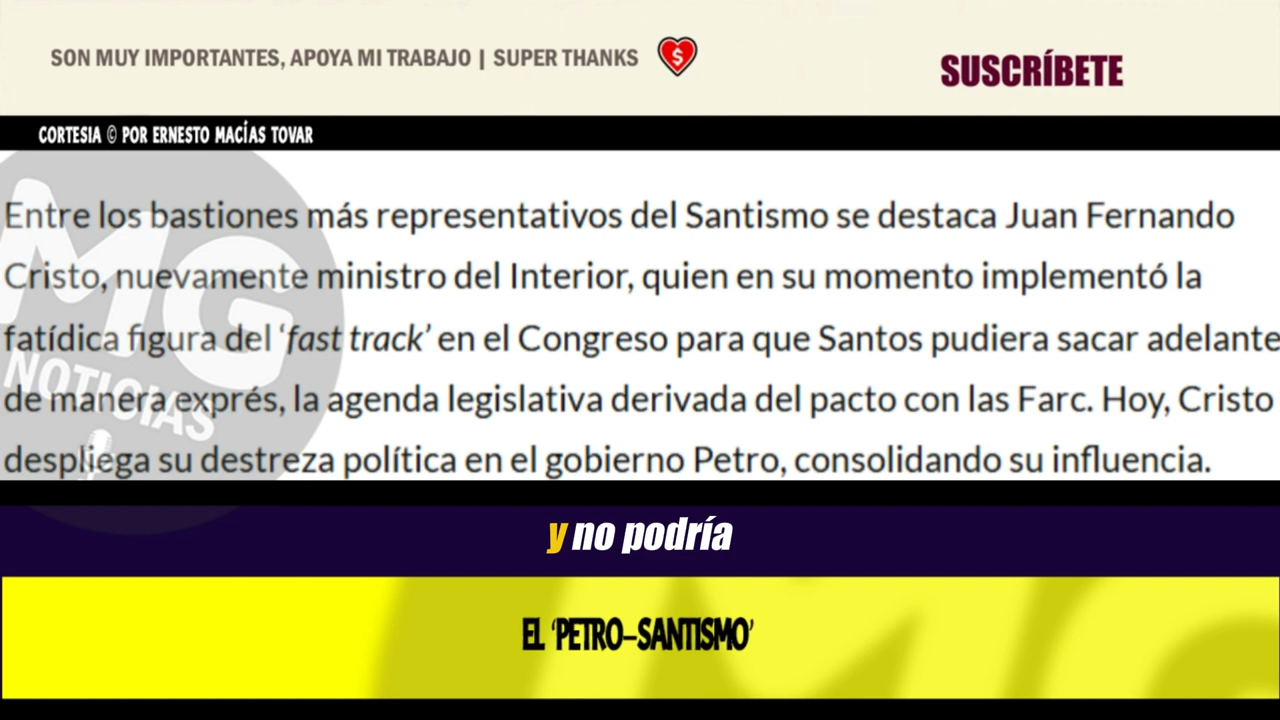 SON MUY IMPORTANTES, APOYA MI TRABAJO | SUPER THANKS
SUSCRÍBETE
CORTESIA © POR ERNESTO MACÍAS TOVAR
Entre los bastiones más representativos del Santismo se destaca Juan Fernando
Cristo, nuevamente ministro del Interior, quien en su momento implementó la
fatídica figura del ‘fast track’ en el Congreso para que Santos pudiera sacar adelante
de manera exprés, la agenda legislativa derivada del pacto con las Farc. Hoy, Cristo
despliega su destreza política en el gobierno Petro, consolidando su influencia.
MG
NOTICIAS
y no podría
EL ‘PETRO-SANTISMO’